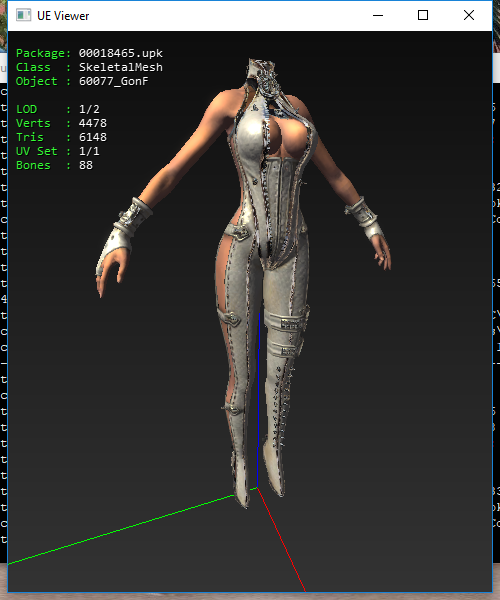 UE Viewer
Package: 00018465.upk
Class : SkeletalMesh
Object : 60077_GonF
LOD : 1/2
Verts : 4478
Tris : 6148
UV Set : 1/1
Bones : 88